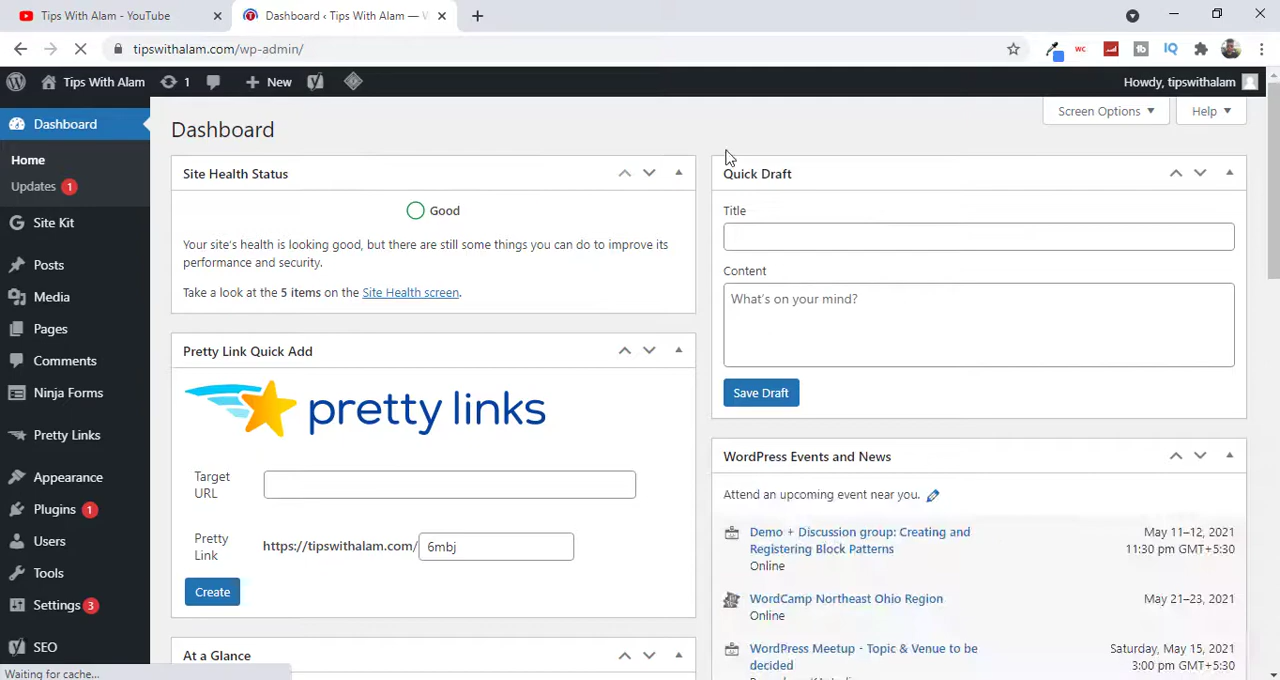 Tips With Alam - YouTube
Dashboard ‹ Tips With Alam — W
tipswithalam.com/wp-admin/
Tips With Alam
1
New
Howdy, tipswithalam
Dashboard
Home
Updates 1
Site Kit
Posts
Media
Pages
Comments
Ninja Forms
Pretty Links
Appearance
Plugins 1
Users
Tools
Settings 3
SEO
Waiting for cache...
Dashboard
Screen Options
Help
Site Health Status
Good
Your site's health is looking good, but there are still some things you can do to improve its
performance and security.
Take a look at the 5 items on the Site Health screen.
Pretty Link Quick Add
pretty links
Target
URL
Pretty
Link
https://tipswithalam.com/
6mbj
Create
At a Glance
Quick Draft
Title
Content
What's on your mind?
Save Draft
WordPress Events and News
Attend an upcoming event near you.
Demo + Discussion group: Creating and
Registering Block Patterns
Online
May 11–12, 2021
11:30 pm GMT+5:30
WordCamp Northeast Ohio Region
Online
May 21–23, 2021
WordPress Meetup - Topic & Venue to be
decided
Saturday, May 15, 2021
3:00 pm GMT+5:30